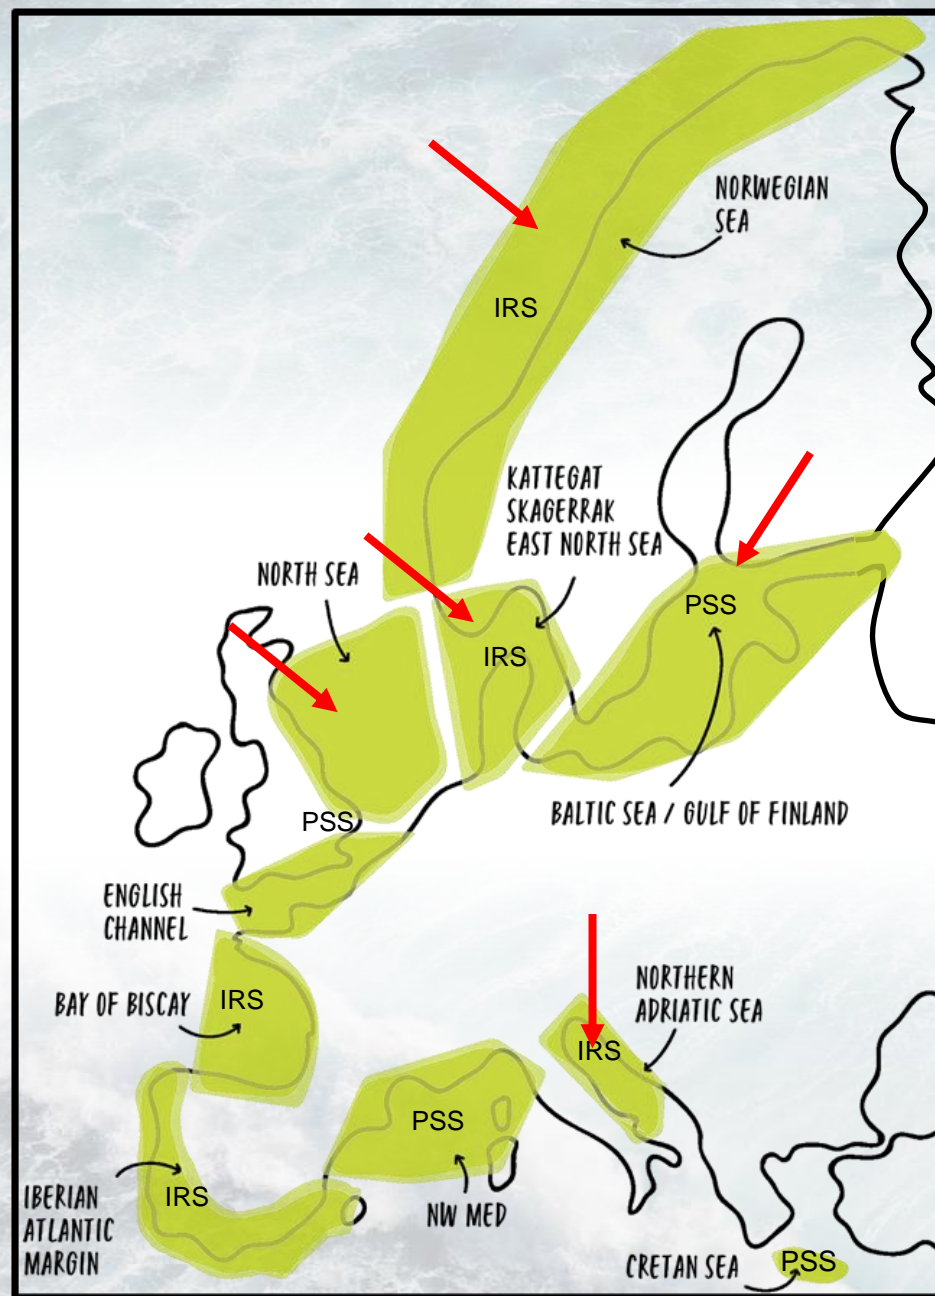 NORWEGIAN
SEA
IRS
KATTEGAT
SKAGERRAK
EAST NORTH SEA
NORTH SEA
PSS
IRS
BALTIC SEA / GULF OF FINLAND
PSS
ENGLISH
CHANNEL
BAY OF BISCAY
IRS
NORTHERN
ADRIATIC SEA
IRS
PSS
IBERIAN
ATLANTIC
MARGIN
IRS
NW MED
CRETAN SEA
PSS